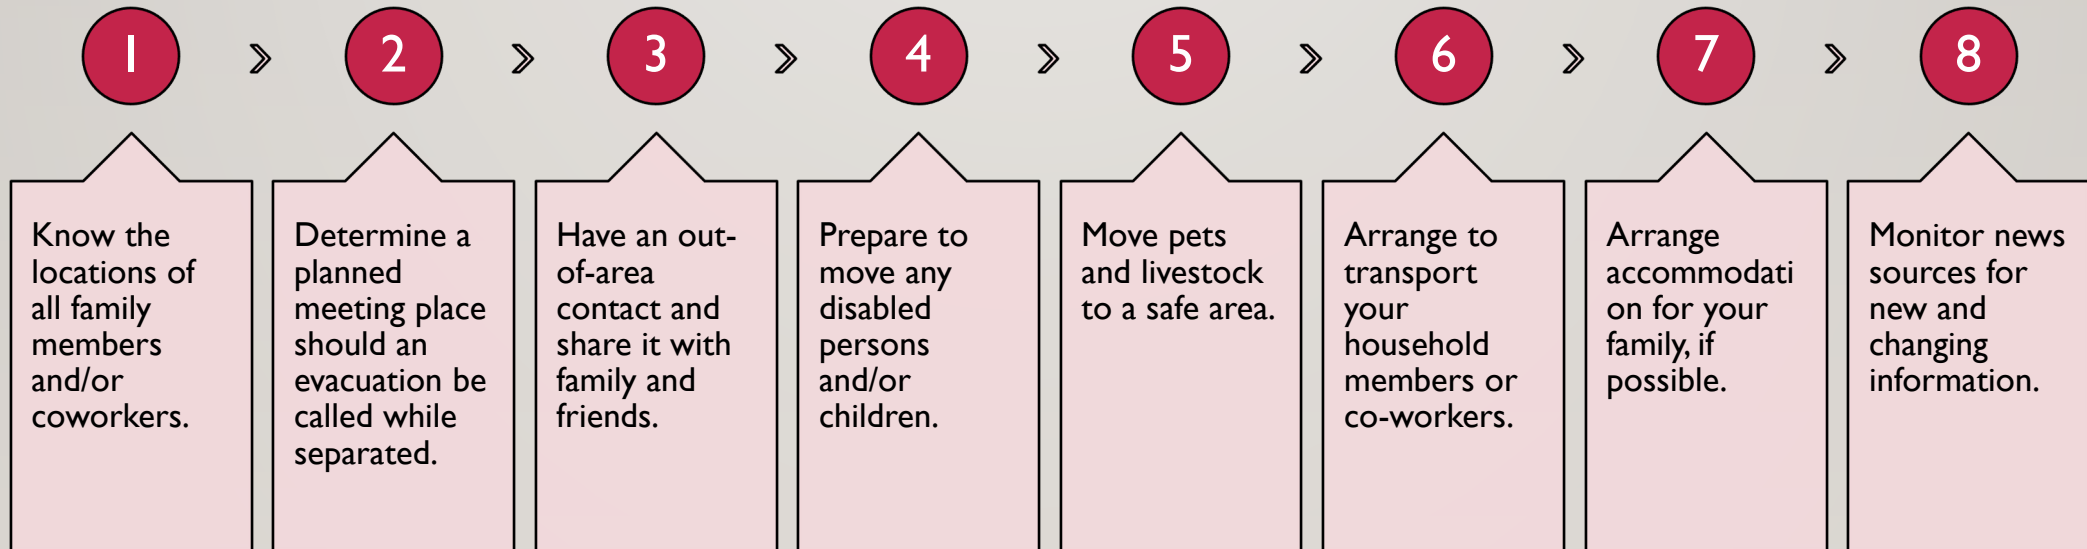 1
»
2
»
3
»
4
»
5
»
6
»
7
»
8
Know the
locations of
all family
members
and/or
coworkers.
Determine a
planned
meeting place
should an
evacuation be
called while
separated.
Have an out-
of-area
contact and
share it with
family and
friends.
Prepare to
move any
disabled
persons
and/or
children.
Move pets
and livestock
to a safe area.
Arrange to
transport
your
household
members or
co-workers.
Arrange
accommodati
on for your
family, if
possible.
Monitor news
sources for
new and
changing
information.